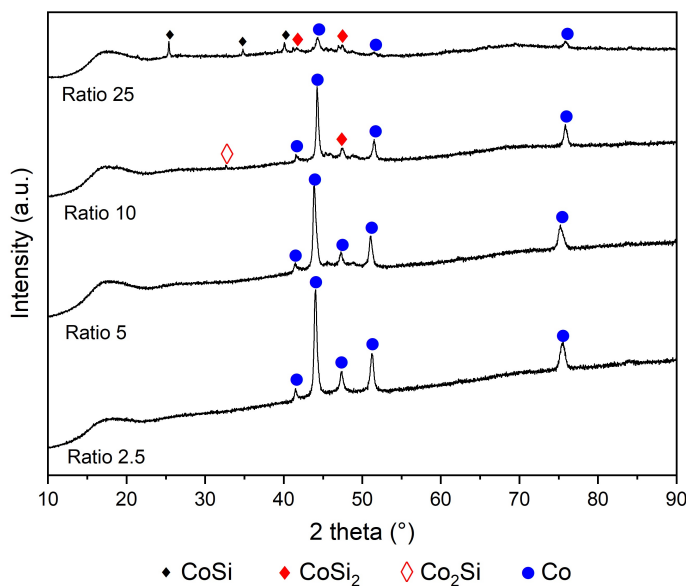 Intensity (a.u.)
Ratio 25
Ratio 10
Ratio 5
Ratio 2.5
10 20 30 40 50 60 70 80 90
2 theta (°)
CoSi CoSi₂ Co₂Si Co